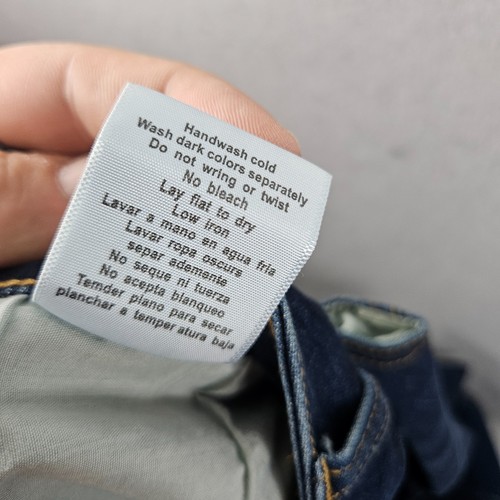 Handwash cold
Wash dark colors separately
Do not wring or twist
No bleach
Lay flat to dry
Low iron
Lavar a mano en agua fria
Lavar ropa oscura
separ ademente
No seque ni tuerza
No acepta blanqueo
Temder plano para secar
planchar a temper atura baja